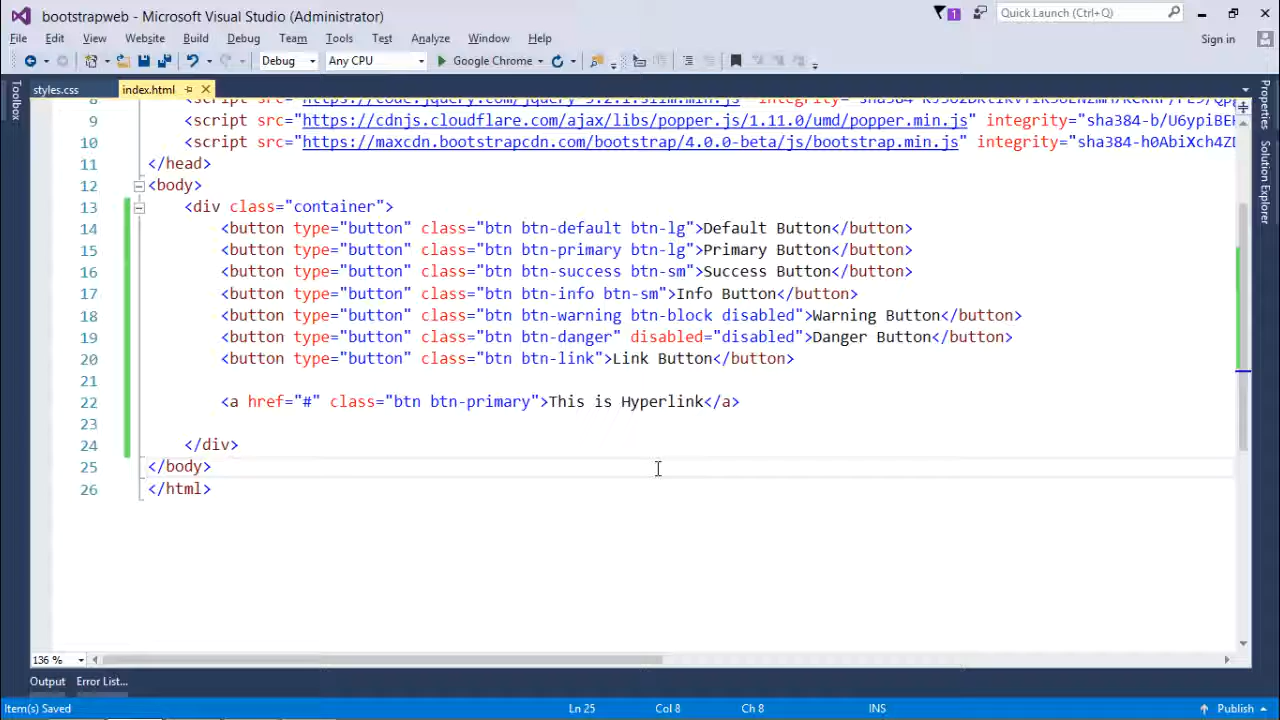 bootstrapweb - Microsoft Visual Studio (Administrator)
1
Quick Launch (Ctrl+Q)
File Edit View Website Build Debug Team Tools Test Analyze Window Help
Sign in
Debug Any CPU Google Chrome
Toolbox
styles.css index.html
Properties
Solution Explorer
9 <script src="https://cdnjs.cloudflare.com/ajax/libs/popper.js/1.11.0/umd/popper.min.js" integrity="sha384-b/U6ypiBE
10 <script src="https://maxcdn.bootstrapcdn.com/bootstrap/4.0.0-beta/js/bootstrap.min.js" integrity="sha384-h0AbiXch4Z
11 </head>
12 <body>
13 <div class="container">
14 <button type="button" class="btn btn-default btn-lg">Default Button</button>
15 <button type="button" class="btn btn-primary btn-lg">Primary Button</button>
16 <button type="button" class="btn btn-success btn-sm">Success Button</button>
17 <button type="button" class="btn btn-info btn-sm">Info Button</button>
18 <button type="button" class="btn btn-warning btn-block disabled">Warning Button</button>
19 <button type="button" class="btn btn-danger" disabled="disabled">Danger Button</button>
20 <button type="button" class="btn btn-link">Link Button</button>
21
22 <a href="#" class="btn btn-primary">This is Hyperlink</a>
23
24 </div>
25 </body>
26 </html>
136 %
Output Error List...
Item(s) Saved Ln 25 Col 8 Ch 8 INS Publish